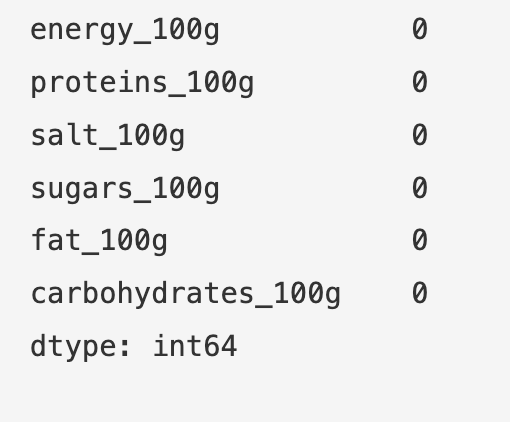 energy_100g           0
proteins_100g         0
salt_100g             0
sugars_100g           0
fat_100g              0
carbohydrates_100g    0
dtype: int64